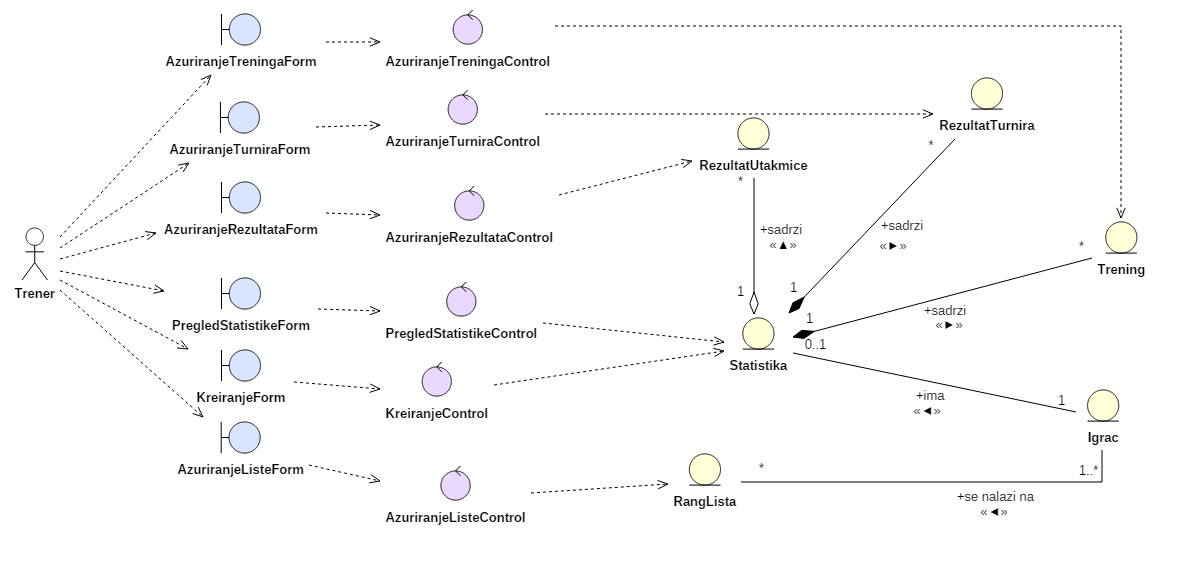 AzuriranjeTreningaForm
AzuriranjeTreningaControl
AzuriranjeTurniraForm
AzuriranjeTurniraControl
RezultatUtakmice
*
RezultatTurnira
*
AzuriranjeRezultataForm
AzuriranjeRezultataControl
+sadrzi
«▲»
+sadrzi
«►»
Trener
*
Trening
PregledStatistikeForm
PregledStatistikeControl
1
1
1
+sadrzi
«►»
0..1
Statistika
KreiranjeForm
KreiranjeControl
+ima
«◄»
1
Igrac
AzuriranjeListeForm
AzuriranjeListeControl
RangLista
*
1..*
+se nalazi na
«◄»